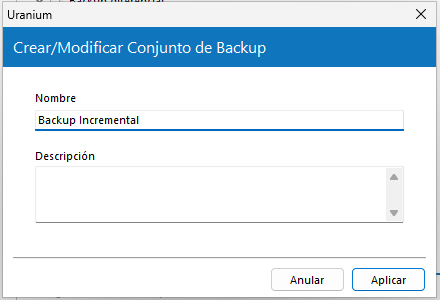 Uranium
Crear/Modificar Conjunto de Backup
Nombre
Backup Incremental
Descripción
Anular
Aplicar